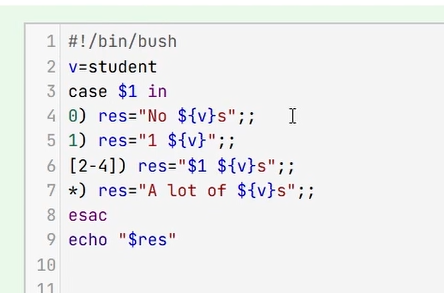 1 #!/bin/bush
2 v=student
3 case $1 in
4 0) res="No ${v}s";;
5 1) res="1 ${v}";;
6 [2-4]) res="$1 ${v}s";;
7 *) res="A lot of ${v}s";;
8 esac
9 echo "$res"
10
11